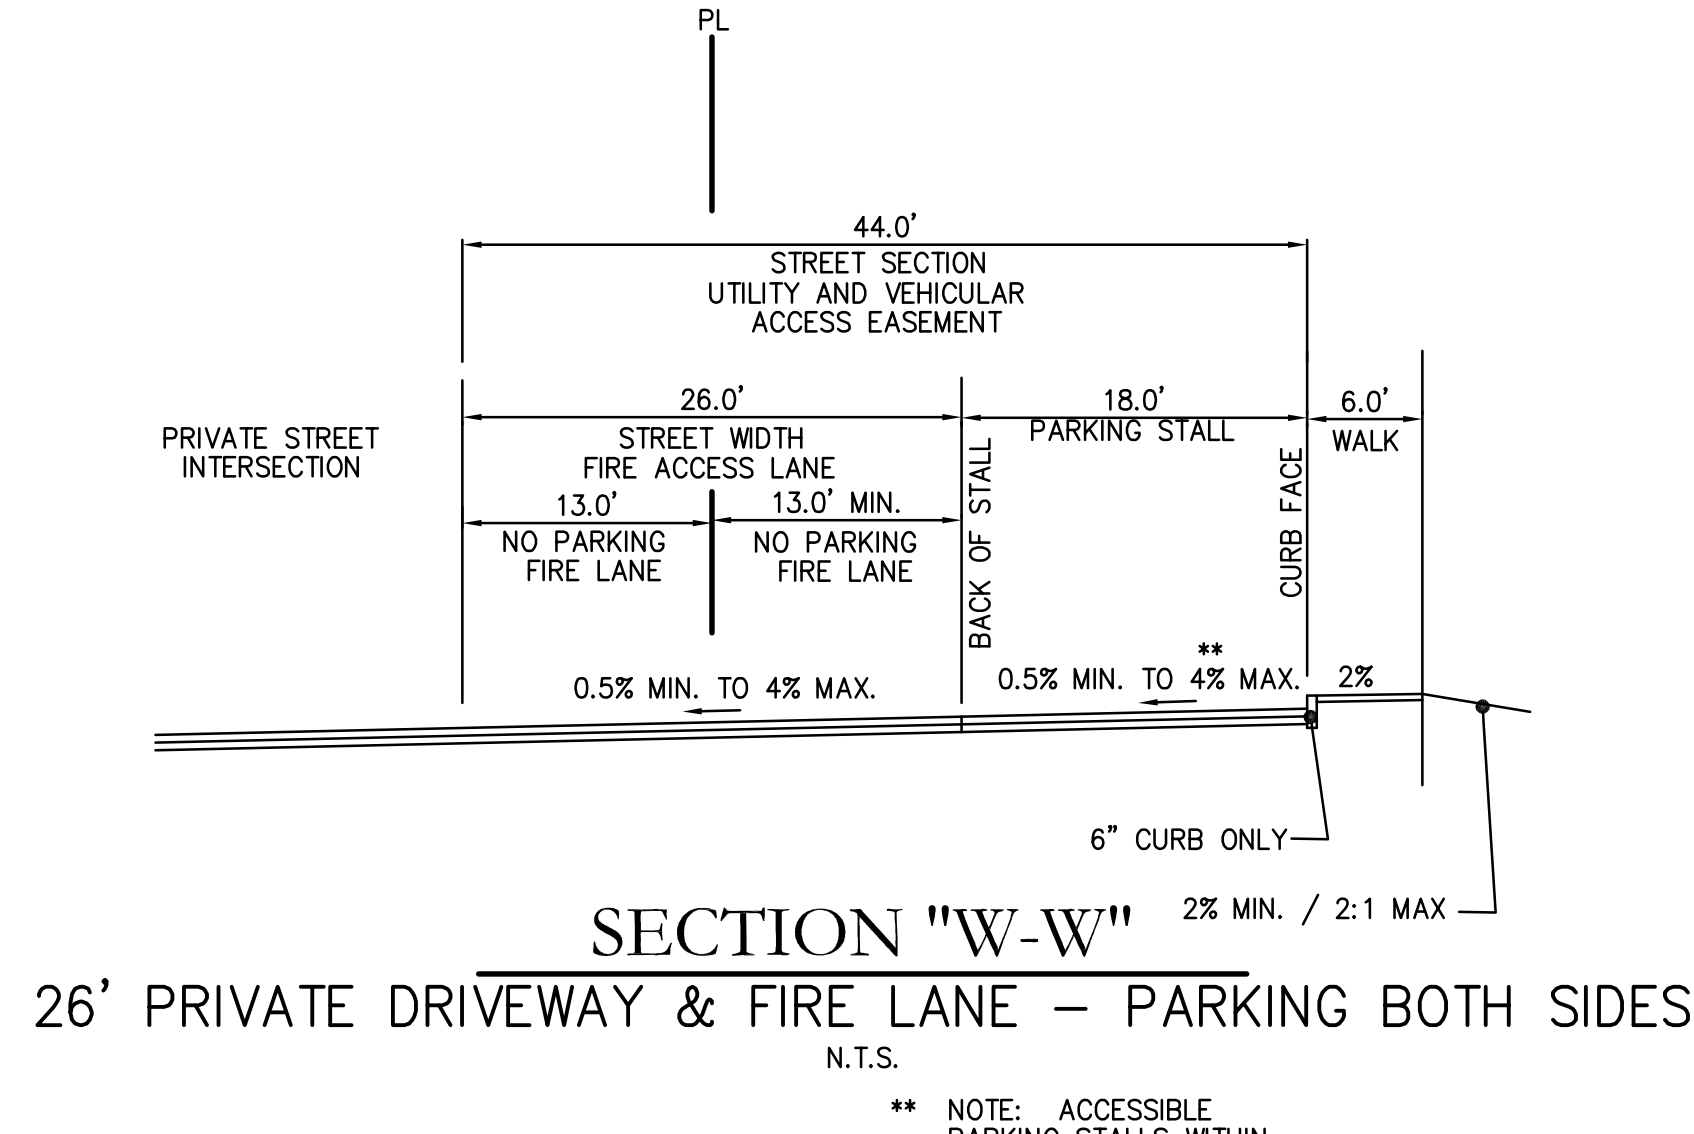 PL
44.0'
STREET SECTION
UTILITY AND VEHICULAR
ACCESS EASEMENT
26.0'
18.0'
6.0'
PRIVATE STREET
INTERSECTION
STREET WIDTH
FIRE ACCESS LANE
PARKING STALL
WALK
13.0'
13.0' MIN.
NO PARKING
FIRE LANE
NO PARKING
FIRE LANE
BACK OF STALL
CURB FACE
0.5% MIN. TO 4% MAX.
**
0.5% MIN. TO 4% MAX.
2%
6" CURB ONLY
2% MIN. / 2:1 MAX
SECTION "W-W"
26' PRIVATE DRIVEWAY & FIRE LANE – PARKING BOTH SIDES
N.T.S.
** NOTE: ACCESSIBLE
PARKING STALLS WITHIN